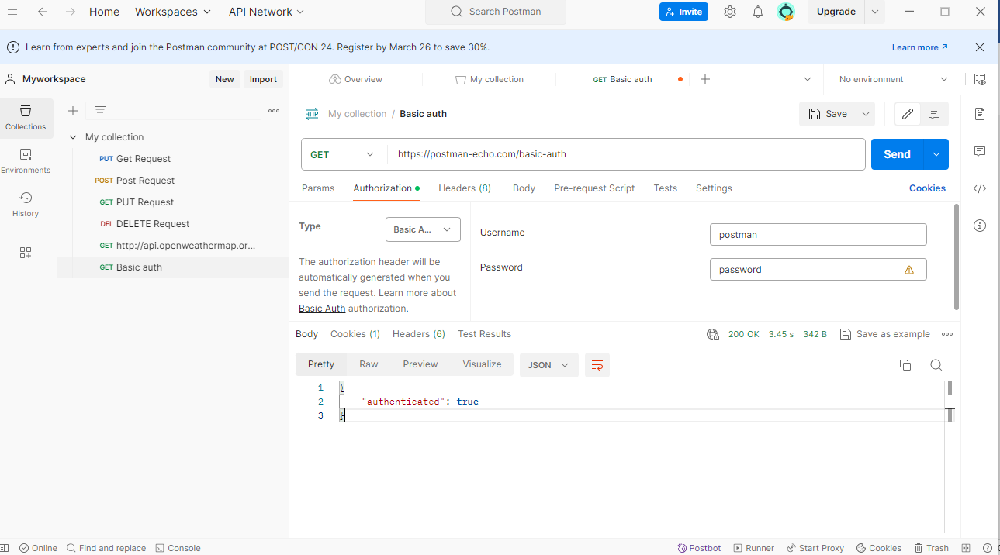 Home Workspaces API Network Search Postman Invite Upgrade
Learn from experts and join the Postman community at POST/CON 24. Register by March 26 to save 30%. Learn more
Myworkspace New Import
Overview My collection GET Basic auth No environment
Collections
Environments
History
My collection
PUT Get Request
POST Post Request
GET PUT Request
DEL DELETE Request
GET http://api.openweathermap.or...
GET Basic auth
HTTP My collection / Basic auth Save
GET https://postman-echo.com/basic-auth Send
Params Authorization Headers (8) Body Pre-request Script Tests Settings Cookies
Type Basic A...
The authorization header will be
automatically generated when you
send the request. Learn more about
Basic Auth authorization.
Username postman
Password password
Body Cookies (1) Headers (6) Test Results 200 OK 3.45 s 342 B Save as example
Pretty Raw Preview Visualize JSON
1 {
2 "authenticated": true
3 }
Online Find and replace Console Postbot Runner Start Proxy Cookies Trash